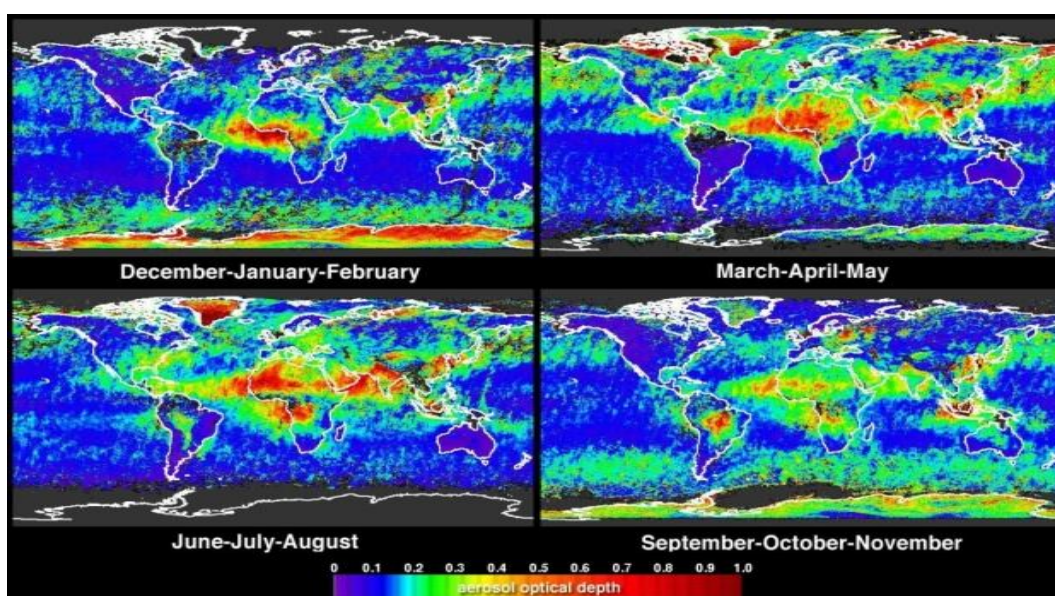 December-January-February
March-April-May
June-July-August
September-October-November
0 0.1 0.2 0.3 0.4 0.5 0.6 0.7 0.8 0.9 1.0
aerosol optical depth